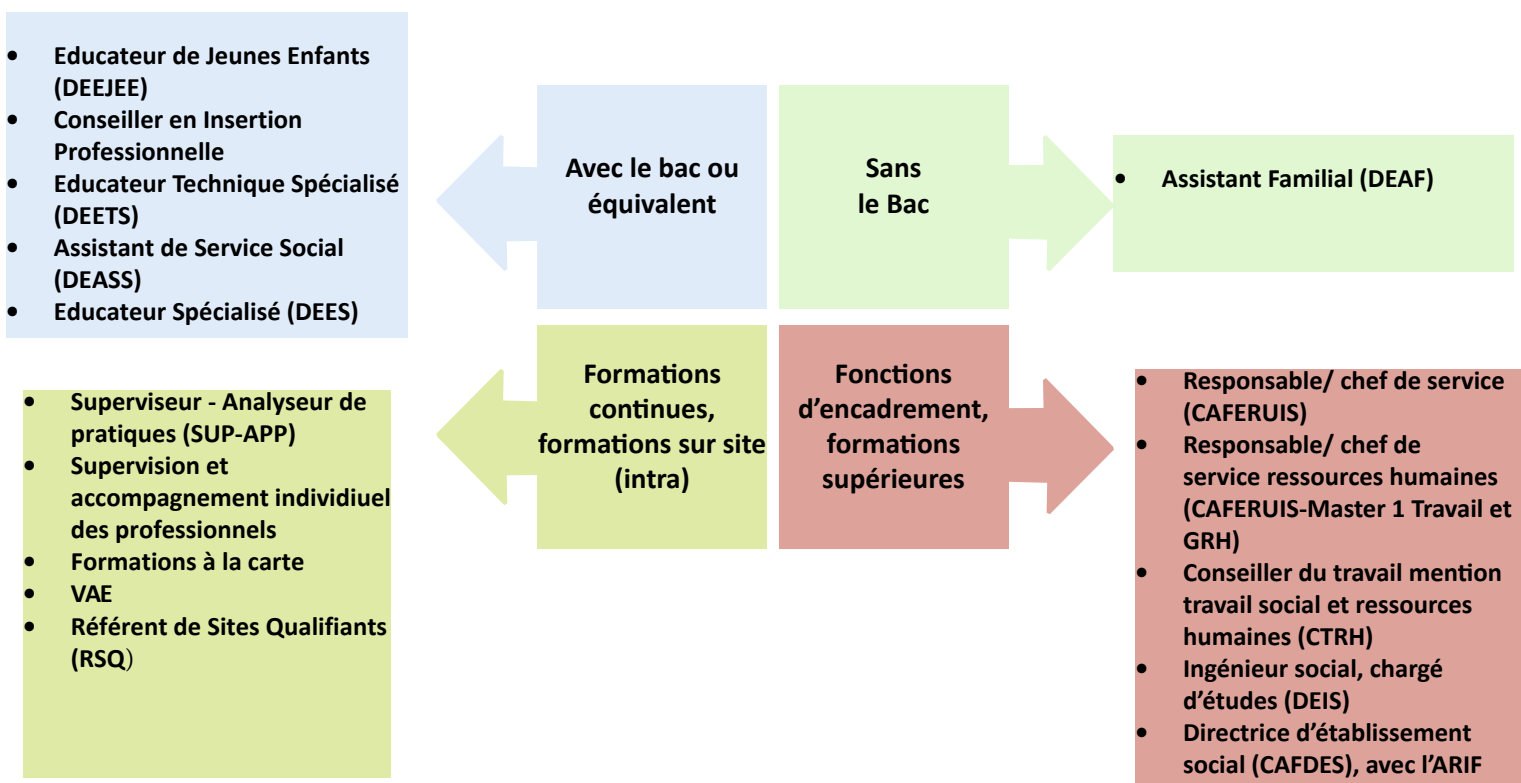 • Educateur de Jeunes Enfants
(DEEJEE)
• Conseiller en Insertion
Professionnelle
• Educateur Technique Spécialisé
(DEETS)
• Assistant de Service Social
(DEASS)
• Educateur Spécialisé (DEES)
Avec le bac ou
équivalent
Sans
le Bac
• Assistant Familial (DEAF)
• Superviseur - Analyseur de
pratiques (SUP-APP)
• Supervision et
accompagnement individiuel
des professionnels
• Formations à la carte
• VAE
• Référent de Sites Qualifiants
(RSQ)
Formations
continues,
formations sur site
(intra)
Fonctions
d’encadrement,
formations
supérieures
• Responsable/ chef de service
(CAFERUIS)
• Responsable/ chef de
service ressources humaines
(CAFERUIS-Master 1 Travail et
GRH)
• Conseiller du travail mention
travail social et ressources
humaines (CTRH)
• Ingénieur social, chargé
d’études (DEIS)
• Directrice d’établissement
social (CAFDES), avec l’ARIF